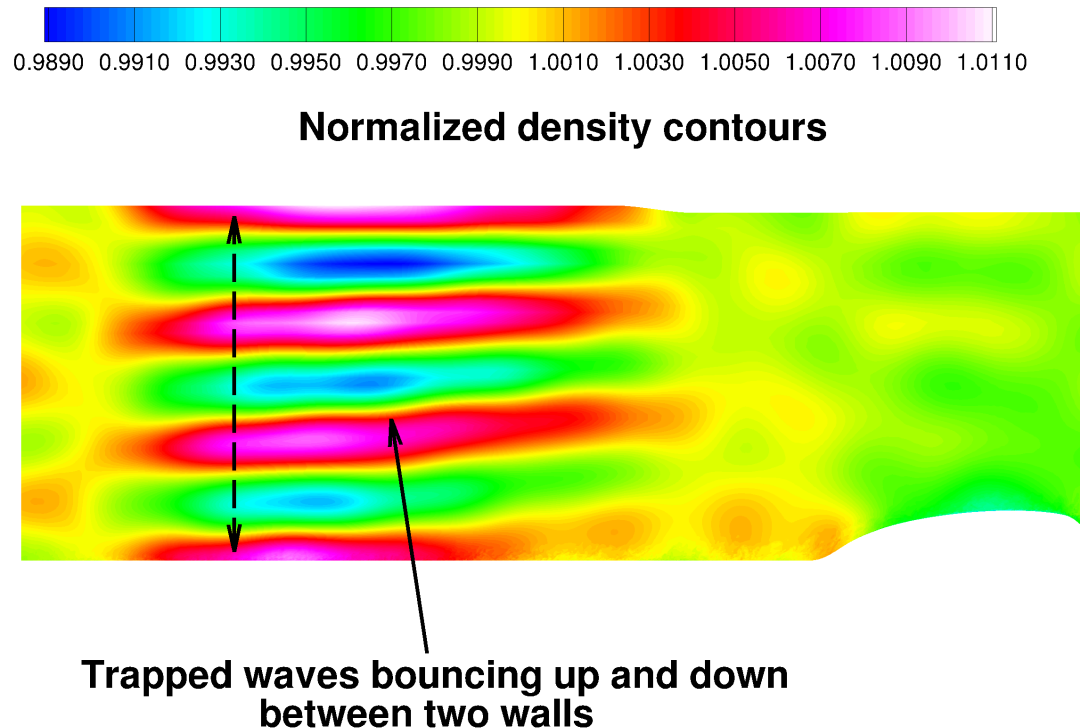 0.9890 0.9910 0.9930 0.9950 0.9970 0.9990 1.0010 1.0030 1.0050 1.0070 1.0090 1.0110
Normalized density contours
Trapped waves bouncing up and down
between two walls